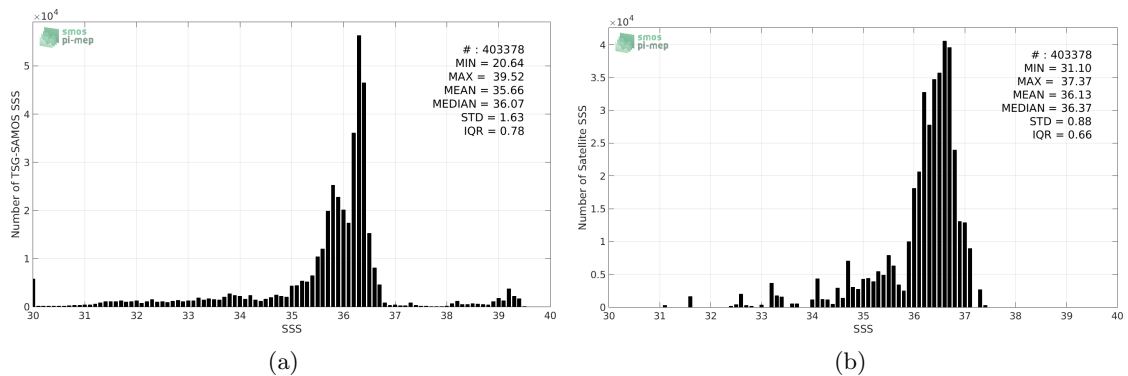 ×10⁴
smos
pi-mep
# : 403378
MIN = 20.64
MAX = 39.52
MEAN = 35.66
MEDIAN = 36.07
STD = 1.63
IQR = 0.78
Number of TSG-SAMOS SSS
5
4
3
2
1
0
30 31 32 33 34 35 36 37 38 39 40
SSS
(a)
×10⁴
smos
pi-mep
# : 403378
MIN = 31.10
MAX = 37.37
MEAN = 36.13
MEDIAN = 36.37
STD = 0.88
IQR = 0.66
Number of Satellite SSS
4
3.5
3
2.5
2
1.5
1
0.5
0
30 31 32 33 34 35 36 37 38 39 40
SSS
(b)